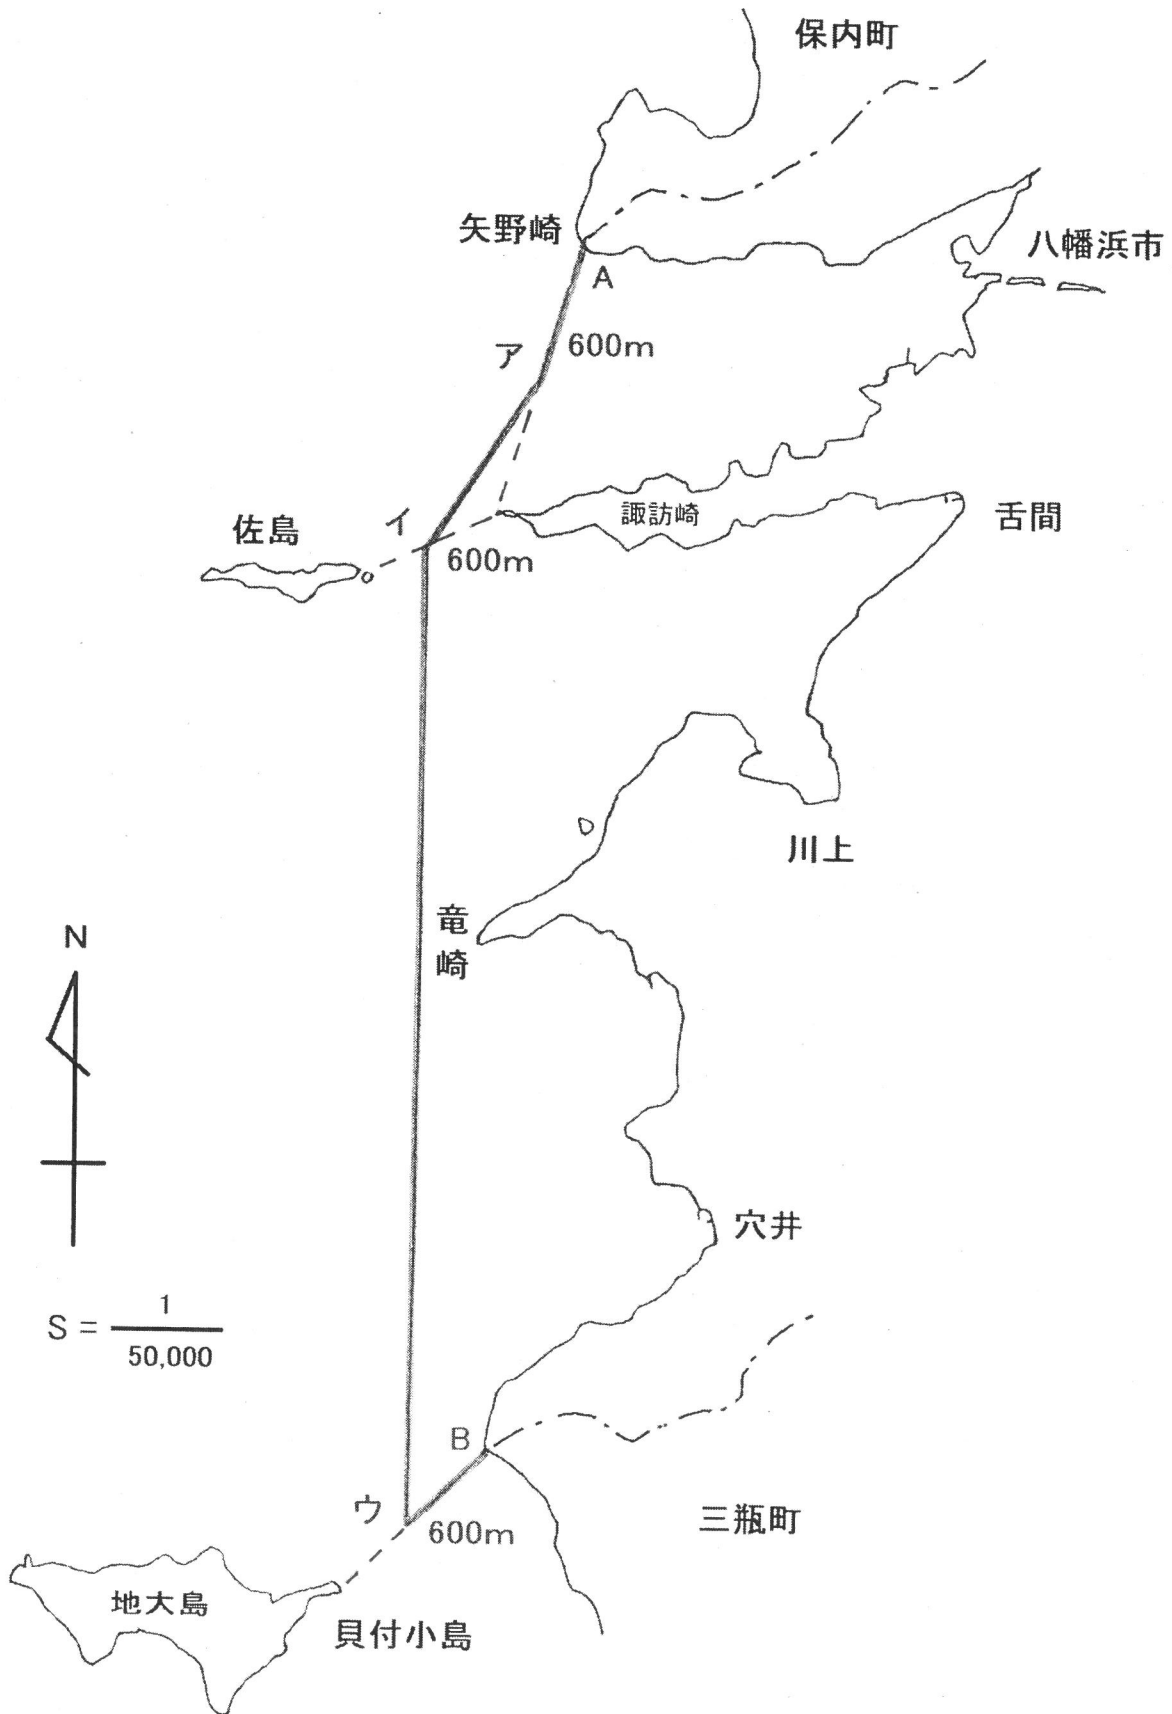 保内町
矢野崎
八幡浜市
A
ア
600m
諏訪崎
舌間
佐島
イ
600m
川上
竜
崎
N
穴井
S = 1
50,000
B
ウ
600m
三瓶町
地大島
貝付小島